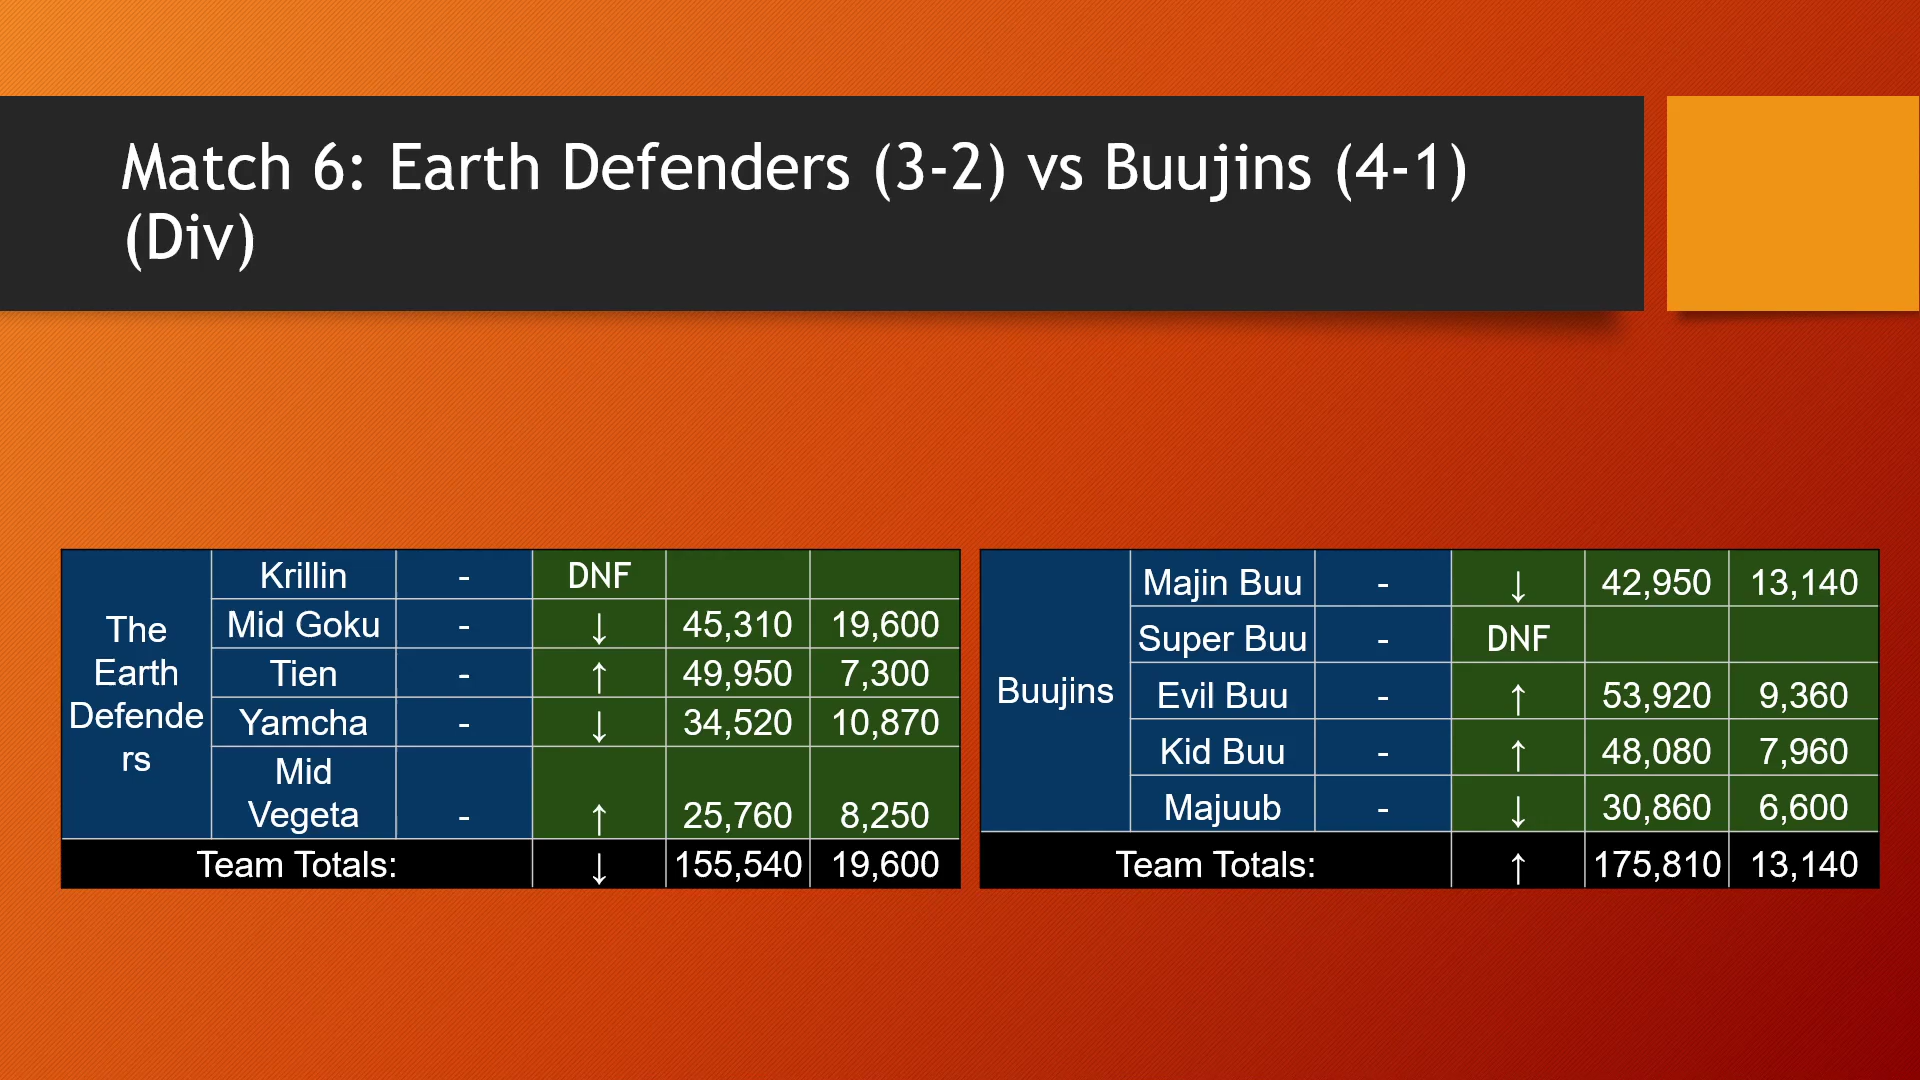 Match 6: Earth Defenders (3-2) vs Buujins (4-1)
(Div)
The
Earth
Defende
rs
Krillin - DNF
Mid Goku - ↓ 45,310 19,600
Tien - ↑ 49,950 7,300
Yamcha - ↓ 34,520 10,870
Mid
Vegeta - ↑ 25,760 8,250
Team Totals: ↓ 155,540 19,600
Buujins
Majin Buu - ↓ 42,950 13,140
Super Buu - DNF
Evil Buu - ↑ 53,920 9,360
Kid Buu - ↑ 48,080 7,960
Majuub - ↓ 30,860 6,600
Team Totals: ↑ 175,810 13,140